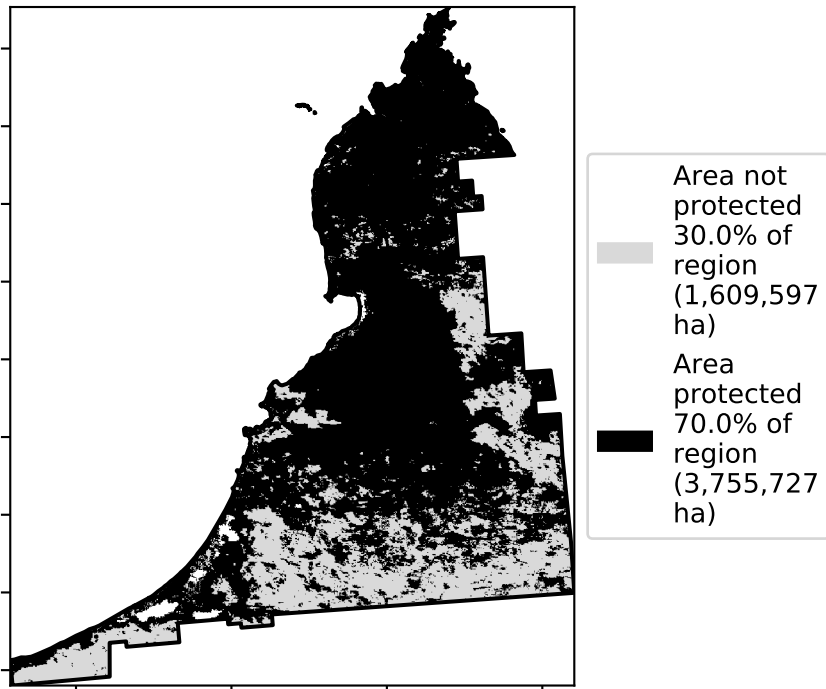 Area not
protected
30.0% of
region
(1,609,597
ha)
Area
protected
70.0% of
region
(3,755,727
ha)